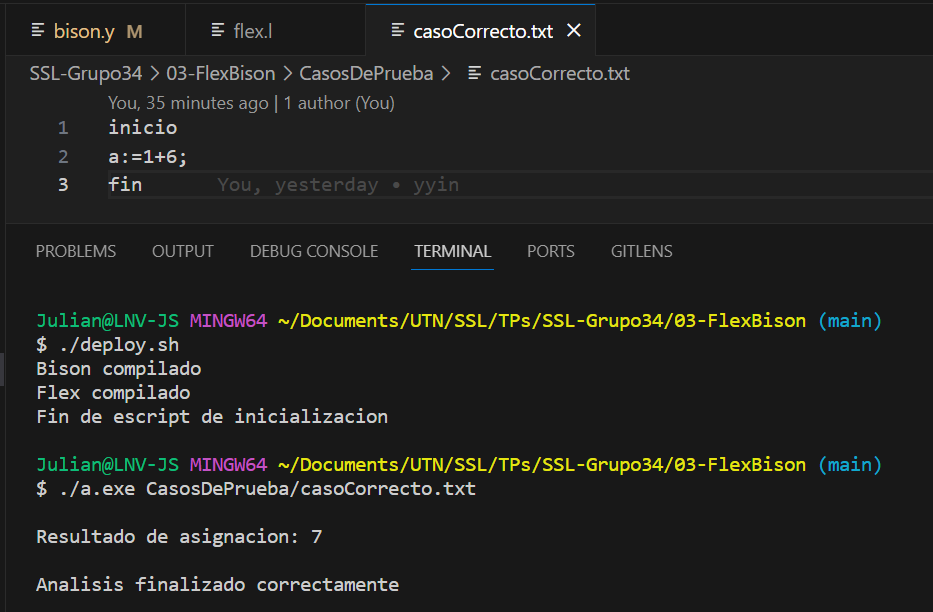 bison.y M flex.l casoCorrecto.txt
SSL-Grupo34 > 03-FlexBison > CasosDePrueba > casoCorrecto.txt
You, 35 minutes ago | 1 author (You)
1 inicio
2 a:=1+6;
3 fin You, yesterday • yyin
PROBLEMS OUTPUT DEBUG CONSOLE TERMINAL PORTS GITLENS
Julian@LNV-JS MINGW64 ~/Documents/UTN/SSL/TPs/SSL-Grupo34/03-FlexBison (main)
$ ./deploy.sh
Bison compilado
Flex compilado
Fin de escript de inicializacion
Julian@LNV-JS MINGW64 ~/Documents/UTN/SSL/TPs/SSL-Grupo34/03-FlexBison (main)
$ ./a.exe CasosDePrueba/casoCorrecto.txt
Resultado de asignacion: 7
Analisis finalizado correctamente